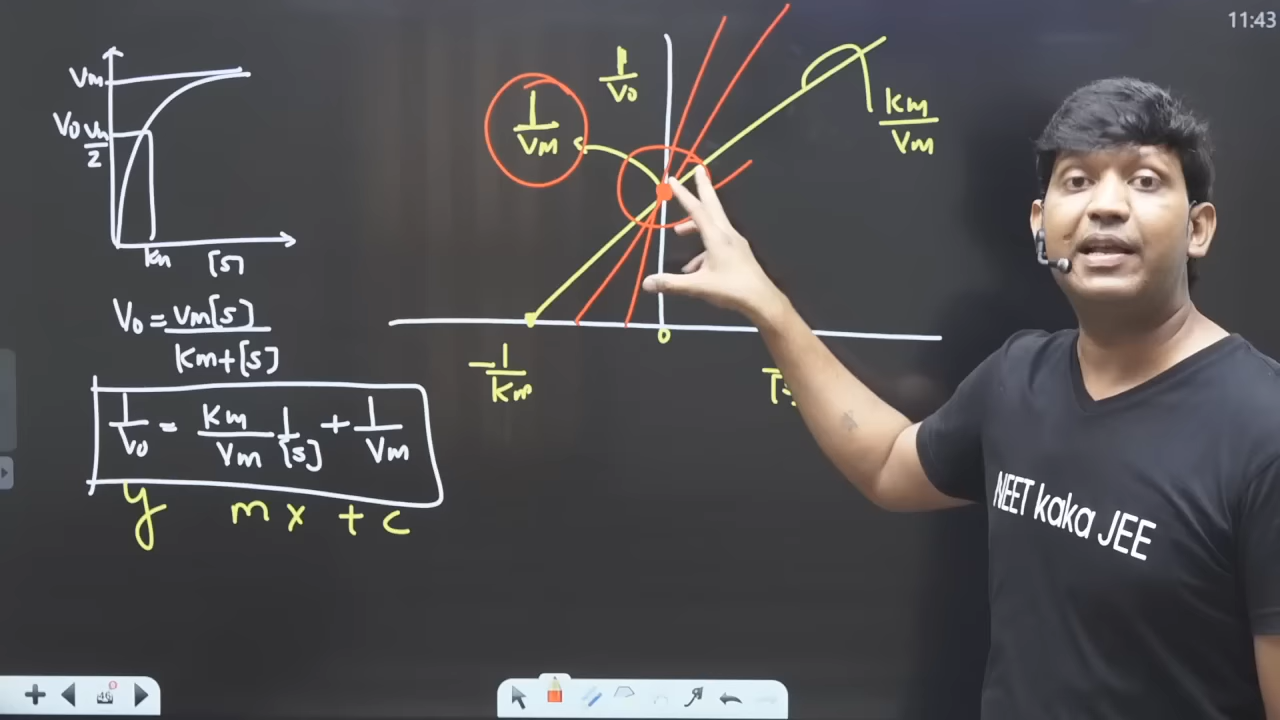 11:43
Vm
V0 Vm/2
Km [S]
V0 = Vm[S] / Km+[S]
1/V0 = Km/Vm 1/[S] + 1/Vm
y mx + c
1/V0
1/Vm
Km/Vm
-1/Km
0
NEET kaka JEE